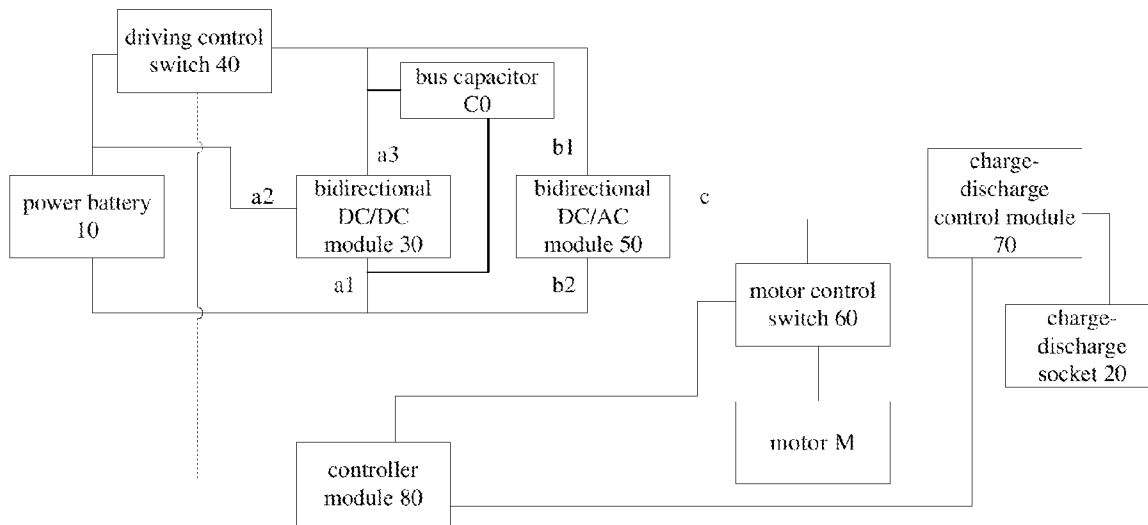 driving control
switch 40
bus capacitor
C0
a3
b1
power battery
10
a2
bidirectional
DC/DC
module 30
bidirectional
DC/AC
module 50
c
charge-
discharge
control module
70
a1
b2
motor control
switch 60
charge-
discharge
socket 20
motor M
controller
module 80